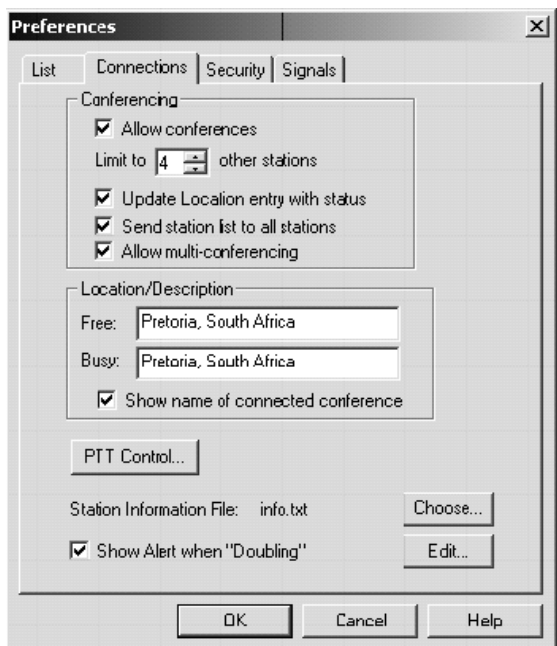 Preferences
List Connections Security Signals
Conferencing
Allow conferences
Limit to 4 other stations
Update Location entry with status
Send station list to all stations
Allow multi-conferencing
Location/Description
Free: Pretoria, South Africa
Busy: Pretoria, South Africa
Show name of connected conference
PTT Control...
Station Information File: info.txt Choose...
Show Alert when "Doubling" Edit...
OK Cancel Help